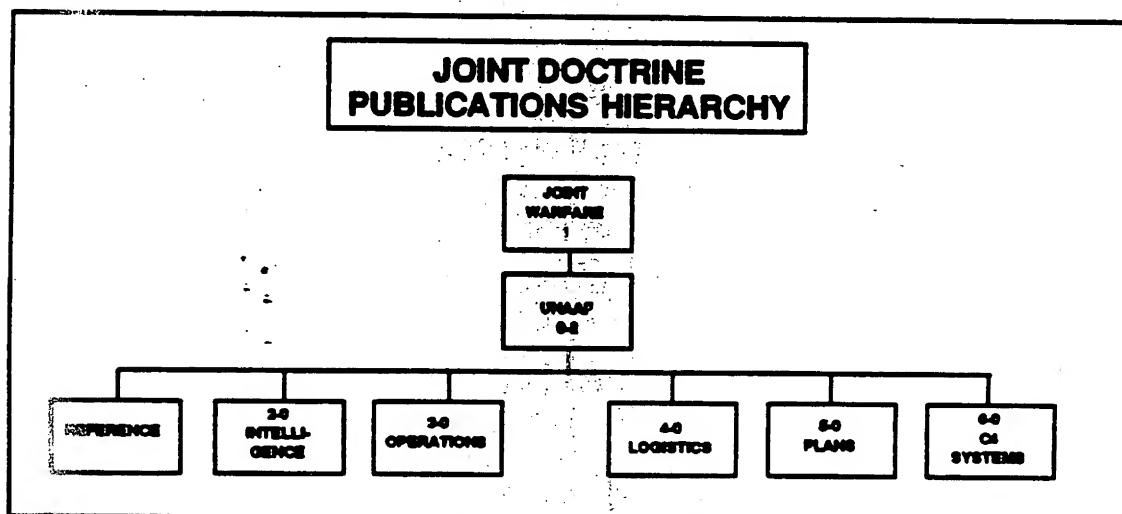 JOINT DOCTRINE
PUBLICATIONS HIERARCHY
JOINT
WARFARE
1
UNAAF
0-2
REFERENCE
2-0
INTELLI-
GENCE
3-0
OPERATIONS
4-0
LOGISTICS
5-0
PLANS
6-0
C4
SYSTEMS